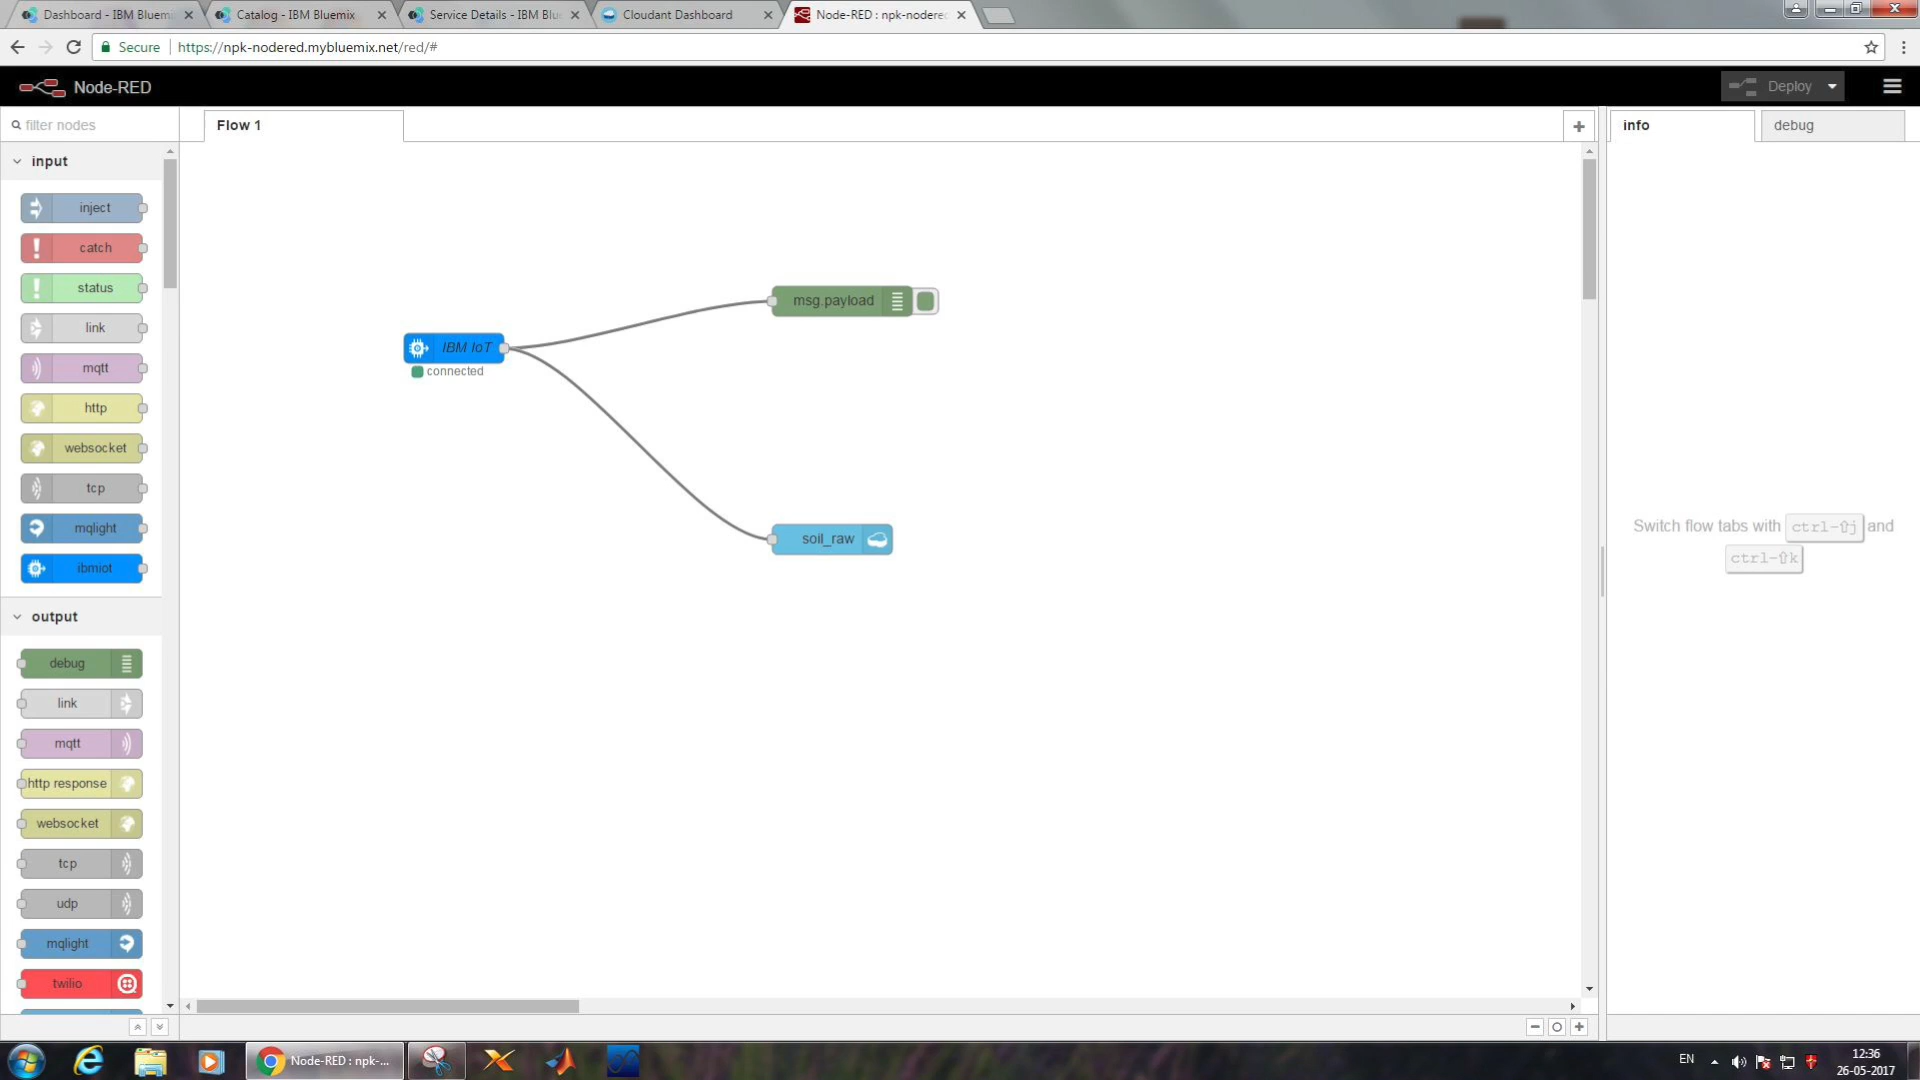 Dashboard - IBM Bluemi
Catalog - IBM Bluemix
Service Details - IBM Blu
Cloudant Dashboard
Node-RED : npk-nodere
Secure
https://npk-nodered.mybluemix.net/red/#
Node-RED
Deploy
filter nodes
Flow 1
info
debug
input
inject
catch
status
link
mqtt
http
websocket
tcp
mqlight
ibmiot
output
debug
link
mqtt
http response
websocket
tcp
udp
mqlight
twilio
IBM IoT
connected
msg.payload
soil_raw
Switch flow tabs with ctrl-⇧j and
ctrl-⇧k
Node-RED : npk-...
EN
12:36
26-05-2017